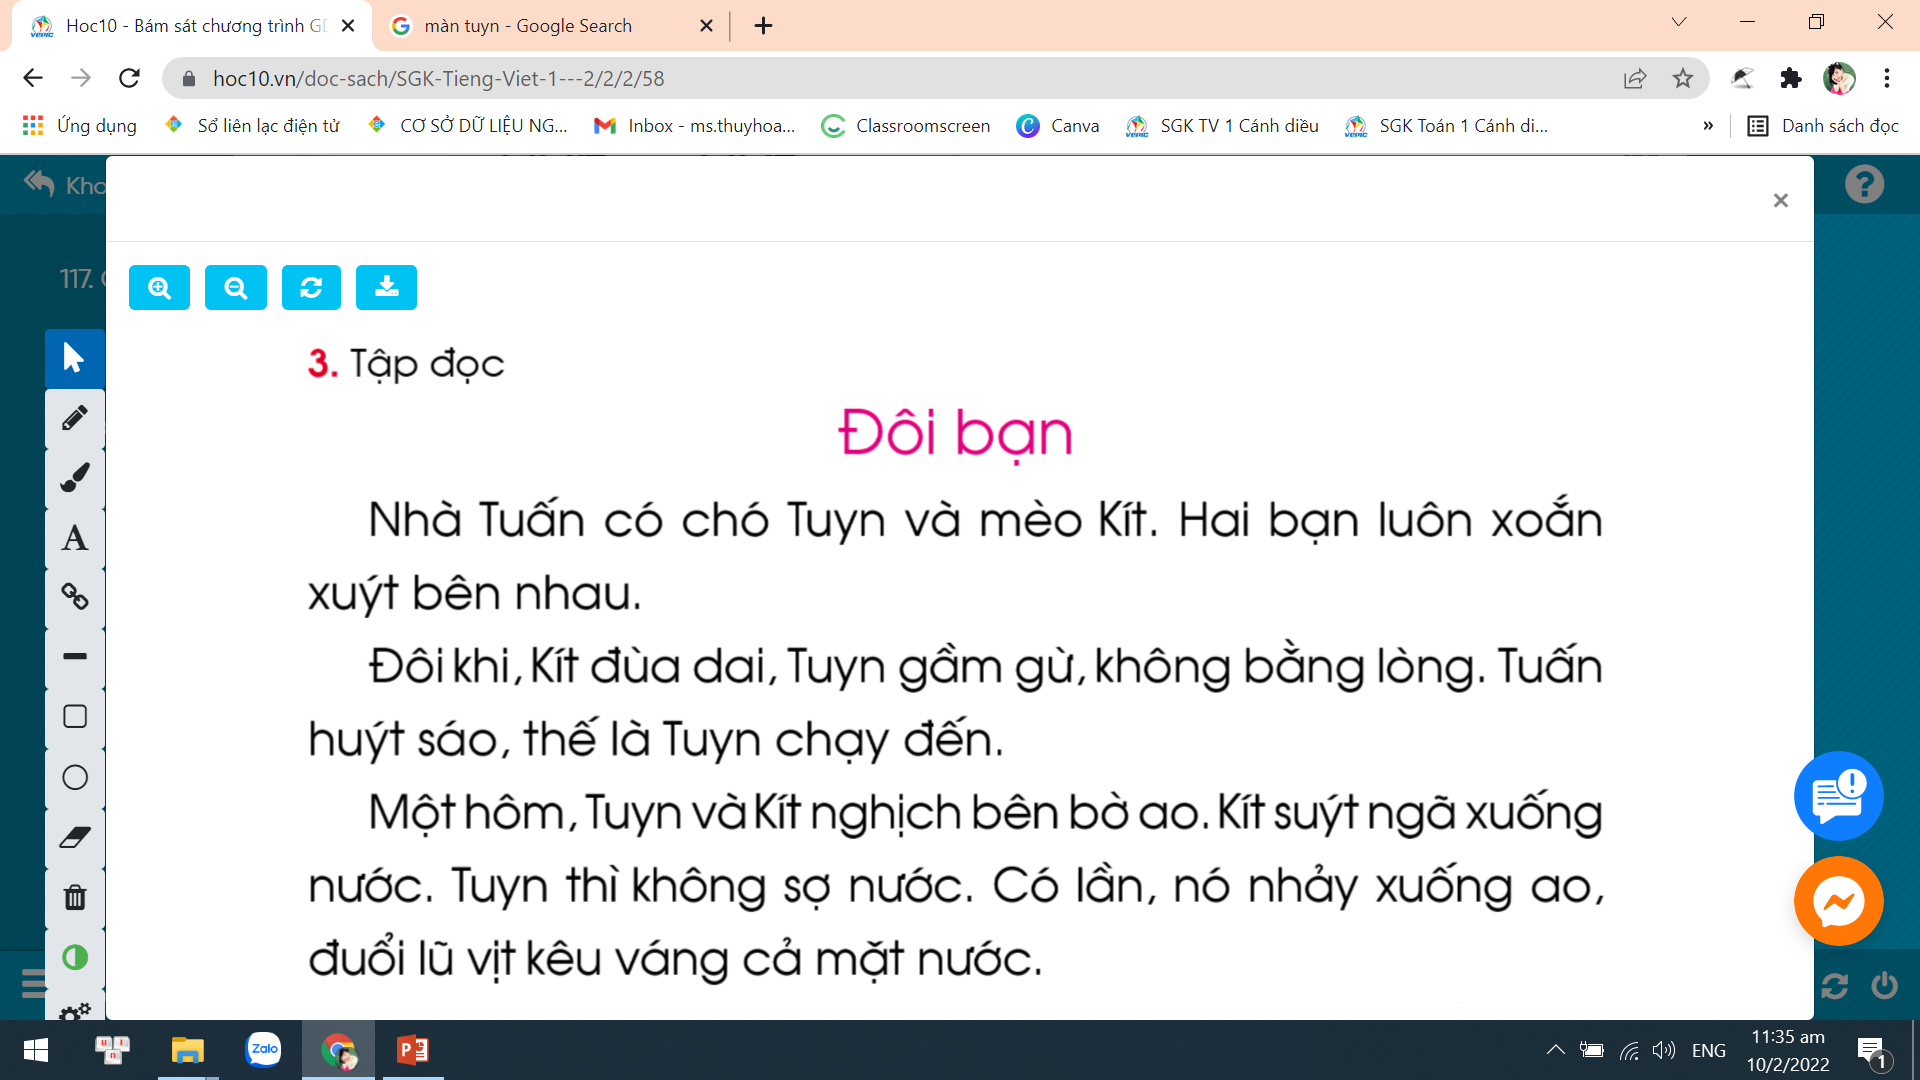 Hoc10 - Bám sát chương trình GI
màn tuyn - Google Search
hoc10.vn/doc-sach/SGK-Tieng-Viet-1---2/2/2/58
Ứng dụng
Sổ liên lạc điện tử
CƠ SỞ DỮ LIỆU NG...
Inbox - ms.thuyhoa...
Classroomscreen
Canva
SGK TV 1 Cánh diều
SGK Toán 1 Cánh di...
»
Danh sách đọc
Kho
117.
3. Tập đọc
Đôi bạn
Nhà Tuấn có chó Tuyn và mèo Kít. Hai bạn luôn xoắn
xuýt bên nhau.
Đôi khi, Kít đùa dai, Tuyn gầm gừ, không bằng lòng. Tuấn
huýt sáo, thế là Tuyn chạy đến.
Một hôm, Tuyn và Kít nghịch bên bờ ao. Kít suýt ngã xuống
nước. Tuyn thì không sợ nước. Có lần, nó nhảy xuống ao,
đuổi lũ vịt kêu váng cả mặt nước.
Zalo
ENG
11:35 am
10/2/2022
1